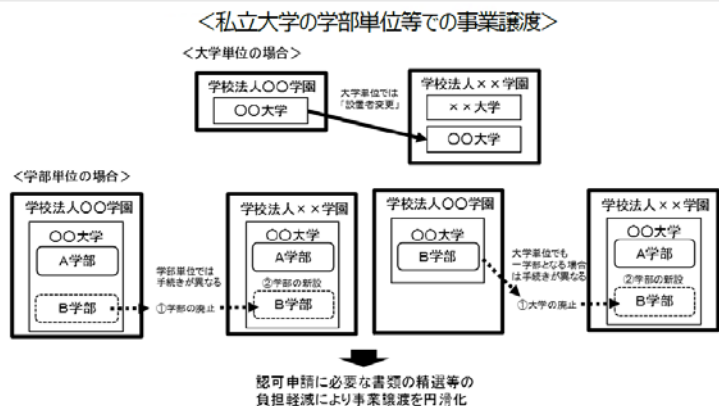 ＜私立大学の学部単位等での事業譲渡＞
＜大学単位の場合＞
学校法人〇〇学園
〇〇大学
大学単位では
「設置者変更」
学校法人××学園
××大学
〇〇大学
＜学部単位の場合＞
学校法人〇〇学園
〇〇大学
A学部
B学部
学部単位では
手続きが異なる
①学部の廃止
学校法人××学園
〇〇大学
A学部
②学部の新設
B学部
学校法人〇〇学園
〇〇大学
B学部
大学単位でも
一学部となる場合
は手続きが異なる
①大学の廃止
学校法人××学園
〇〇大学
A学部
②学部の新設
B学部
認可申請に必要な書類の精選等の
負担軽減により事業譲渡を円滑化